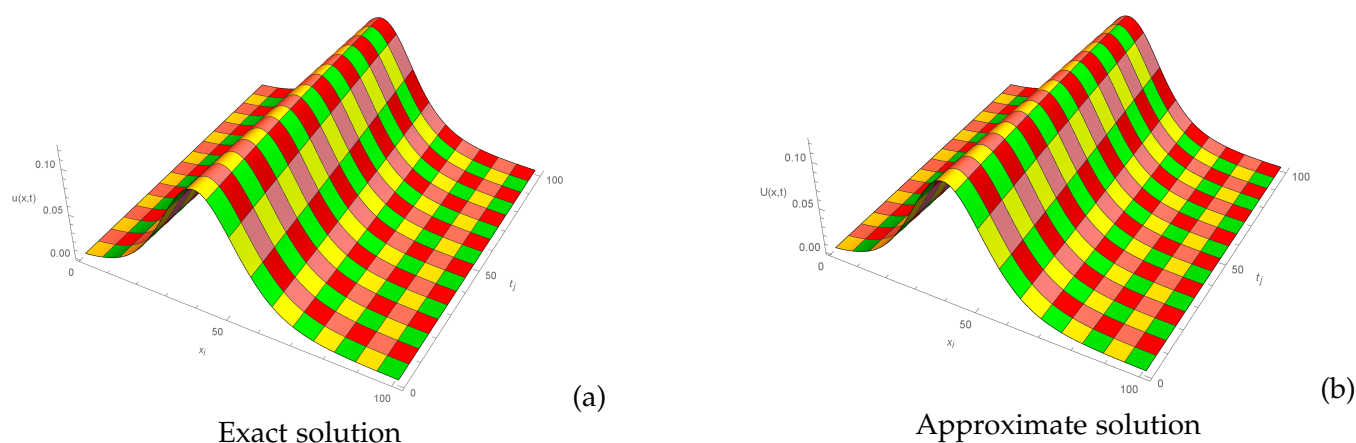 0.10
u(x,t)
0.05
0.00
0
50
x_i
100
0
50
t_j
100
(a)
Exact solution
0.10
U(x,t)
0.05
0.00
0
50
x_i
100
0
50
t_j
100
(b)
Approximate solution